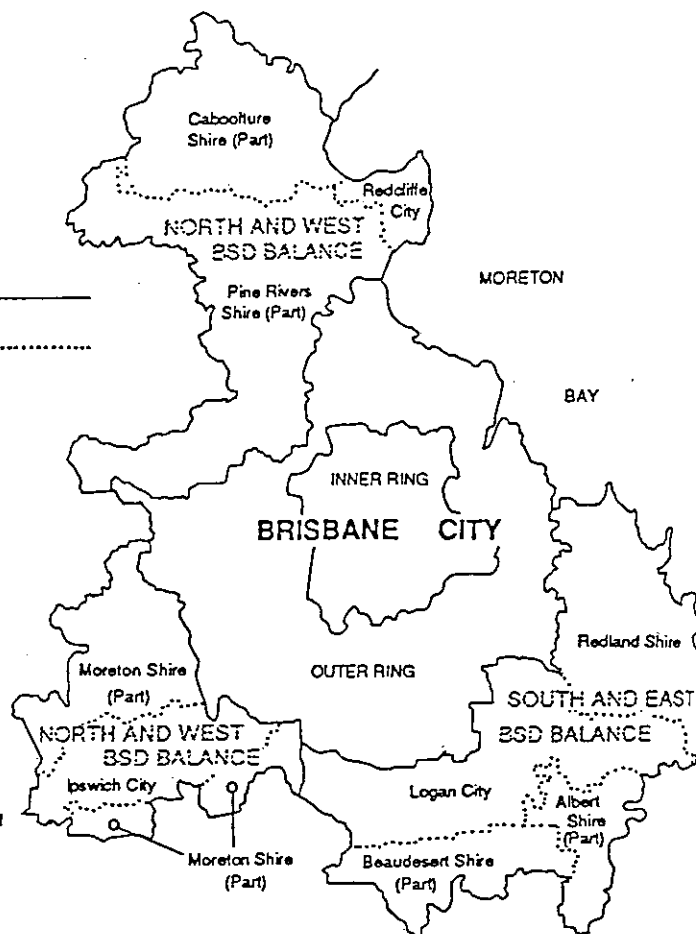 Caboolture
Shire (Part)
Redcliffe
City
NORTH AND WEST
BSD BALANCE
Pine Rivers
Shire (Part)
MORETON
BAY
INNER RING
BRISBANE CITY
OUTER RING
Redland Shire
Moreton Shire
(Part)
SOUTH AND EAST
BSD BALANCE
NORTH AND WEST
BSD BALANCE
Ipswich City
Logan City
Albert
Shire
(Part)
Moreton Shire
(Part)
Beaudesert Shire
(Part)